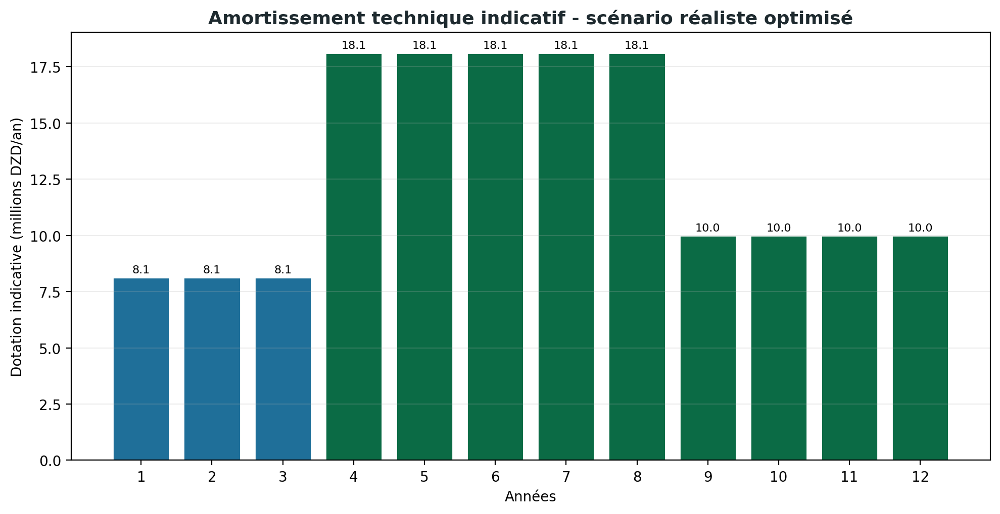 Amortissement technique indicatif - scénario réaliste optimisé
Dotation indicative (millions DZD/an)
17.5
15.0
12.5
10.0
7.5
5.0
2.5
0.0
8.1 8.1 8.1 18.1 18.1 18.1 18.1 18.1 10.0 10.0 10.0 10.0
1 2 3 4 5 6 7 8 9 10 11 12
Années